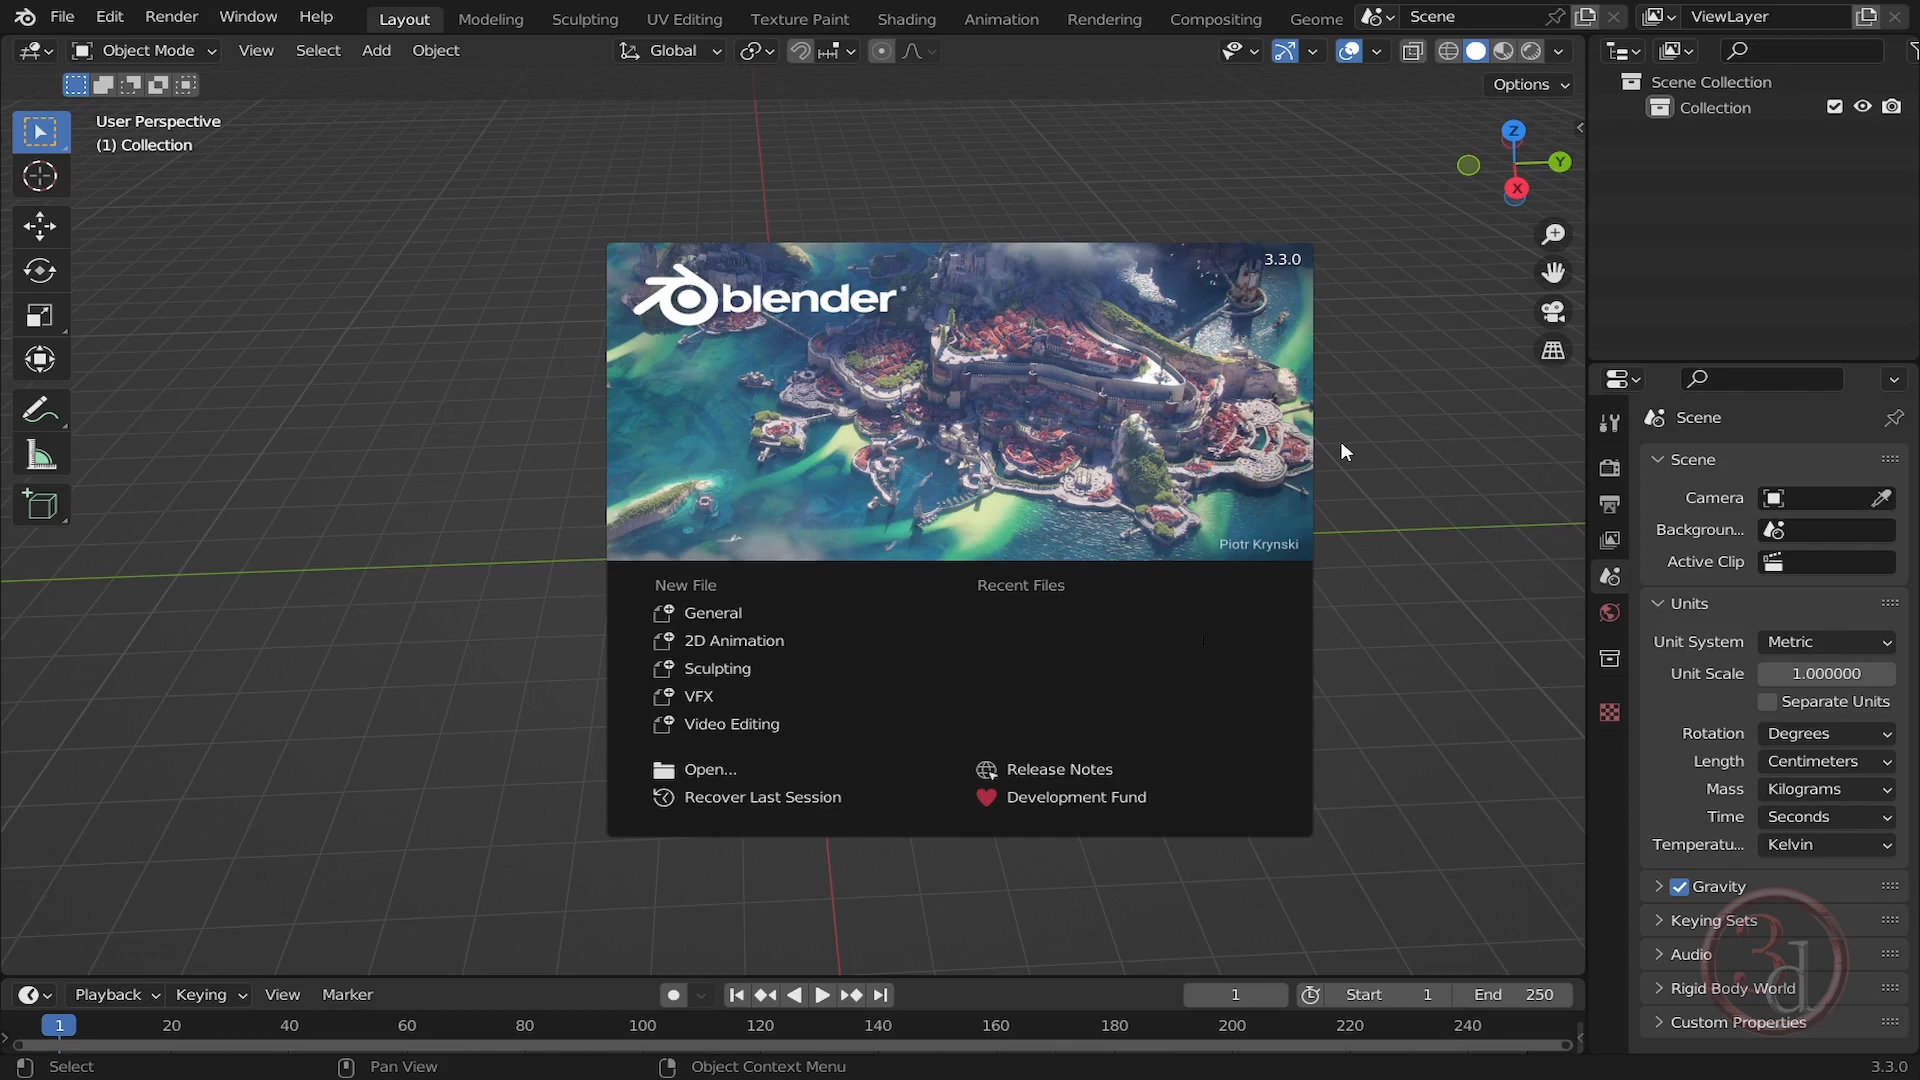 File Edit Render Window Help Layout Modeling Sculpting UV Editing Texture Paint Shading Animation Rendering Compositing Geome Scene ViewLayer
Object Mode View Select Add Object Global
Options
User Perspective
(1) Collection
Z
Y
X
Scene Collection
Collection
blender
3.3.0
Piotr Krynski
New File
General
2D Animation
Sculpting
VFX
Video Editing
Open...
Recover Last Session
Recent Files
Release Notes
Development Fund
Scene
Scene
Camera
Backgroun...
Active Clip
Units
Unit System Metric
Unit Scale 1.000000
Separate Units
Rotation Degrees
Length Centimeters
Mass Kilograms
Time Seconds
Temperatu... Kelvin
Gravity
Keying Sets
Audio
Rigid Body World
Custom Properties
3d
Playback Keying View Marker 1 Start 1 End 250
1 20 40 60 80 100 120 140 160 180 200 220 240
Select Pan View Object Context Menu 3.3.0